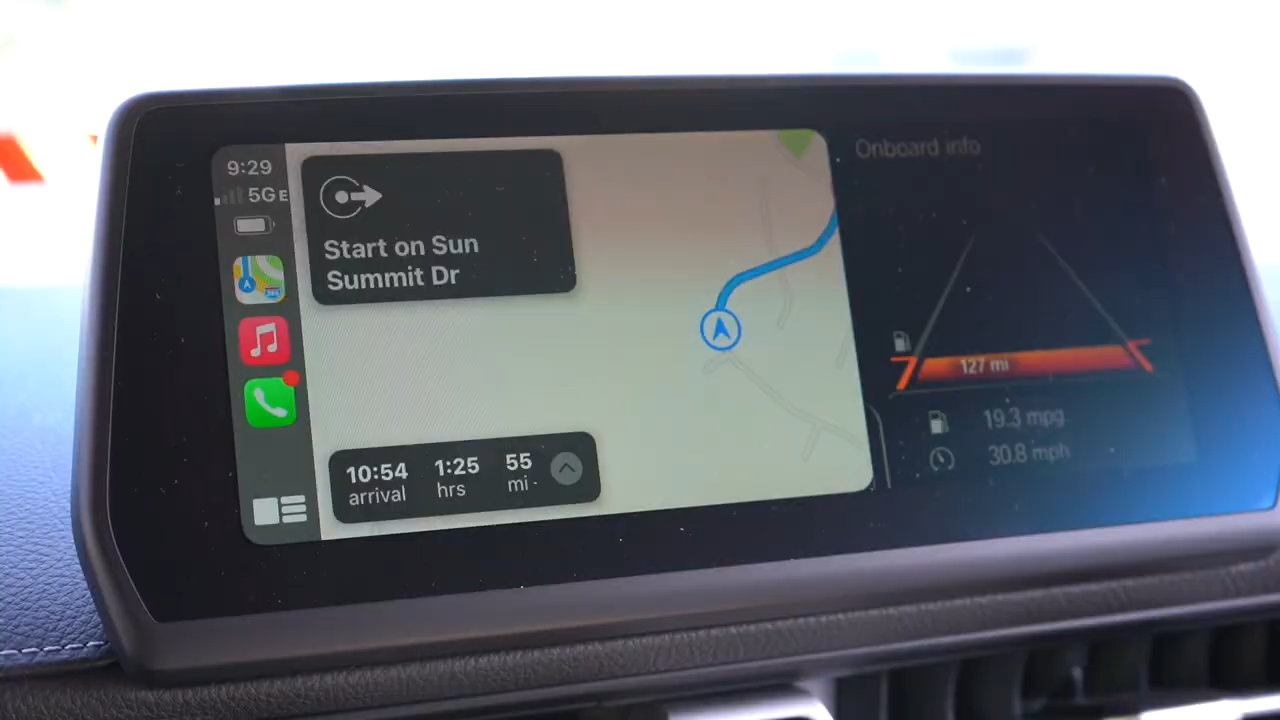 9:29
5GE
Start on Sun
Summit Dr
10:54 1:25 55
arrival hrs mi
Onboard info
127 mi
19.3 mpg
30.8 mph